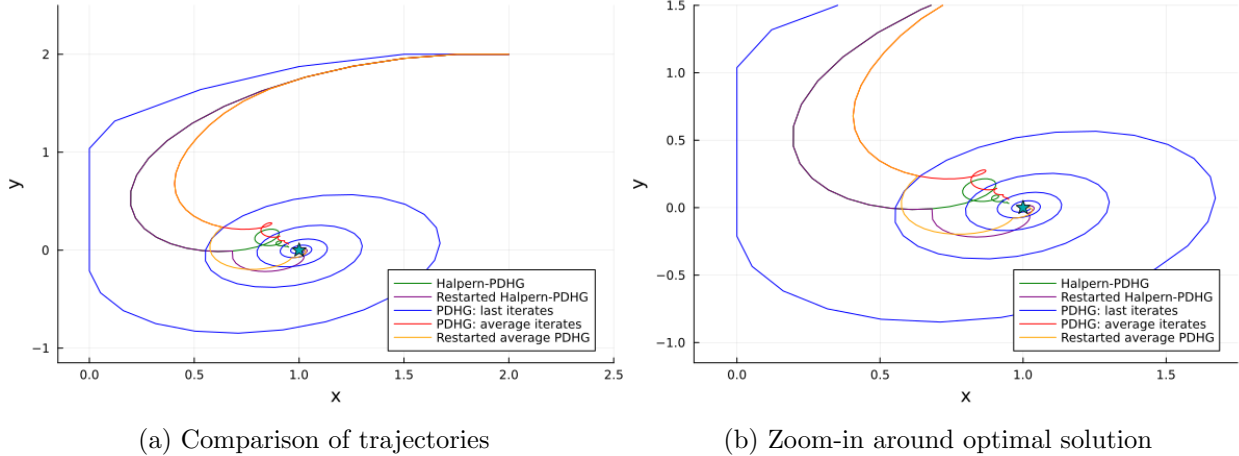 2
1
0
−1
y
0.0
0.5
1.0
1.5
2.0
2.5
x
Halpern-PDHG
Restarted Halpern-PDHG
PDHG: last iterates
PDHG: average iterates
Restarted average PDHG
(a) Comparison of trajectories
1.5
1.0
0.5
0.0
−0.5
−1.0
y
0.0
0.5
1.0
1.5
x
Halpern-PDHG
Restarted Halpern-PDHG
PDHG: last iterates
PDHG: average iterates
Restarted average PDHG
(b) Zoom-in around optimal solution